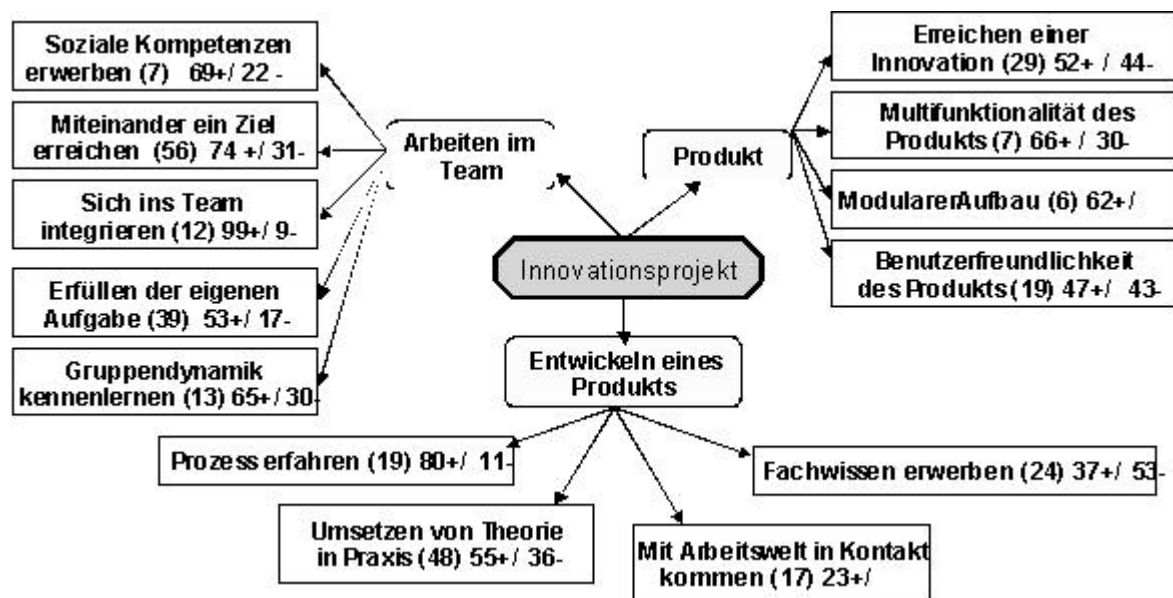 Soziale Kompetenzen
erwerben (7) 69+/ 22 -
Miteinander ein Ziel
erreichen (56) 74 +/ 31-
Sich ins Team
integrieren (12) 99+/ 9-
Erfüllen der eigenen
Aufgabe (39) 53+/ 17-
Gruppendynamik
kennenlernen (13) 65+/ 30-
Arbeiten im
Team
Produkt
Erreichen einer
Innovation (29) 52+ / 44-
Multifunktionalität des
Produkts (7) 66+ / 30-
ModularerAufbau (6) 62+/
Benutzerfreundlichkeit
des Produkts (19) 47+/ 43-
Innovationsprojekt
Entwickeln eines
Produkts
Prozess erfahren (19) 80+/ 11-
Umsetzen von Theorie
in Praxis (48) 55+/ 36-
Mit Arbeitswelt in Kontakt
kommen (17) 23+/
Fachwissen erwerben (24) 37+/ 53-